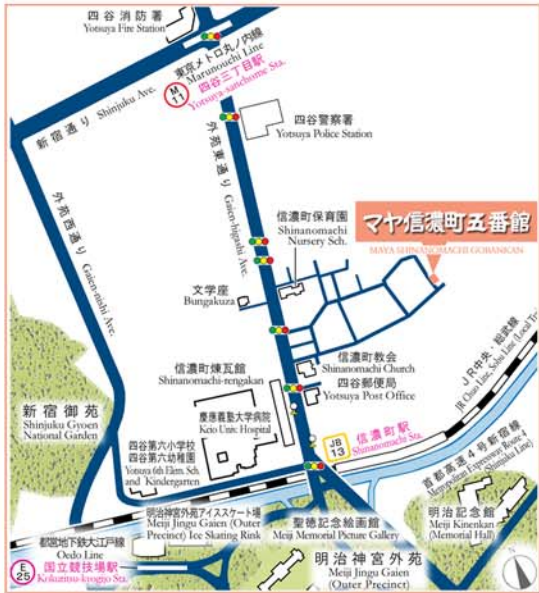 四谷消防署
Yotsuya Fire Station
東京メトロ丸ノ内線
Marunouchi Line
M
11
四谷三丁目駅
Yotsuya-sanchome Sta.
新宿通り Shinjuku Ave.
四谷警察署
Yotsuya Police Station
外苑東通り
Gaien-higashi Ave.
外苑西通り
Gaien-nishi Ave.
信濃町保育園
Shinanomachi
Nursery Sch.
マヤ信濃町五番館
MAYA SHINANOMACHI GOBANKAN
文学座
Bungakuza
信濃町教会
Shinanomachi Church
信濃町煉瓦館
Shinanomachi-rengakan
四谷郵便局
Yotsuya Post Office
JR中央・総武線
JR Chuo Line, Sobu Line (Local Train)
新宿御苑
Shinjuku Gyoen
National Garden
慶應義塾大学病院
Keio Univ. Hospital
四谷第六小学校
四谷第六幼稚園
Yotsuya 6th Elem. Sch.
and Kindergarten
JB
13
信濃町駅
Shinanomachi Sta.
首都高速4号新宿線
Metropolitan Expressway Route 4
(Shinjuku Line)
明治神宮外苑アイススケート場
Meiji Jingu Gaien (Outer
Precinct) Ice Skating Rink
聖徳記念絵画館
Meiji Memorial Picture Gallery
明治記念館
Meiji Kinenkan
(Memorial Hall)
都営地下鉄大江戸線
Oedo Line
E
25
国立競技場駅
Kokuritsu-kyogijo Sta.
明治神宮外苑
Meiji Jingu Gaien
(Outer Precinct)
N